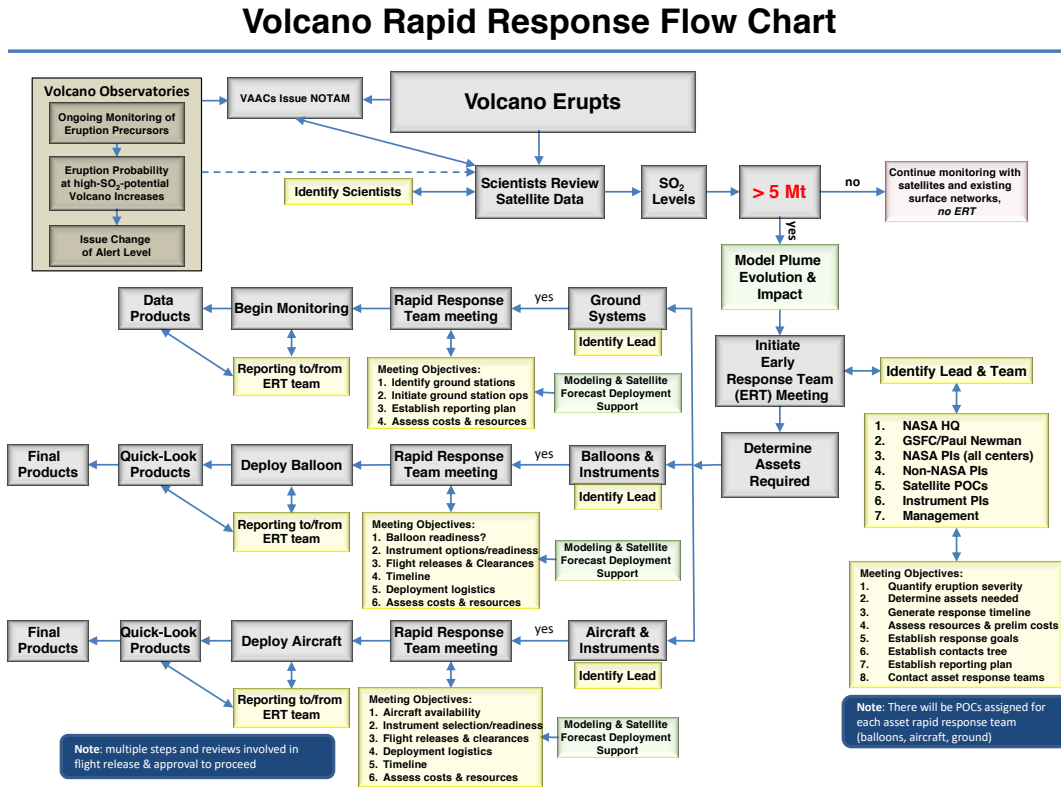 Volcano Rapid Response Flow Chart
Volcano Observatories
Ongoing Monitoring of
Eruption Precursors
Eruption Probability
at high-SO₂-potential
Volcano Increases
Issue Change
of Alert Level
VAACs Issue NOTAM
Volcano Erupts
Identify Scientists
Scientists Review
Satellite Data
SO₂
Levels
> 5 Mt
no
Continue monitoring with
satellites and existing
surface networks,
no ERT
yes
Model Plume
Evolution &
Impact
Initiate
Early
Response Team
(ERT) Meeting
Identify Lead & Team
1. NASA HQ
2. GSFC/Paul Newman
3. NASA PIs (all centers)
4. Non-NASA PIs
5. Satellite POCs
6. Instrument PIs
7. Management
Meeting Objectives:
1. Quantify eruption severity
2. Determine assets needed
3. Generate response timeline
4. Assess resources & prelim costs
5. Establish response goals
6. Establish contacts tree
7. Establish reporting plan
8. Contact asset response teams
Note: There will be POCs assigned for
each asset rapid response team
(balloons, aircraft, ground)
Determine
Assets
Required
Data
Products
Begin Monitoring
Rapid Response
Team meeting
yes
Ground
Systems
Identify Lead
Reporting to/from
ERT team
Meeting Objectives:
1. Identify ground stations
2. Initiate ground station ops
3. Establish reporting plan
4. Assess costs & resources
Modeling & Satellite
Forecast Deployment
Support
Final
Products
Quick-Look
Products
Deploy Balloon
Rapid Response
Team meeting
yes
Balloons &
Instruments
Identify Lead
Reporting to/from
ERT team
Meeting Objectives:
1. Balloon readiness?
2. Instrument options/readiness
3. Flight releases & Clearances
4. Timeline
5. Deployment logistics
6. Assess costs & resources
Modeling & Satellite
Forecast Deployment
Support
Final
Products
Quick-Look
Products
Deploy Aircraft
Rapid Response
Team meeting
yes
Aircraft &
Instruments
Identify Lead
Reporting to/from
ERT team
Meeting Objectives:
1. Aircraft availability
2. Instrument selection/readiness
3. Flight releases & clearances
4. Deployment logistics
5. Timeline
6. Assess costs & resources
Modeling & Satellite
Forecast Deployment
Support
Note: multiple steps and reviews involved in
flight release & approval to proceed